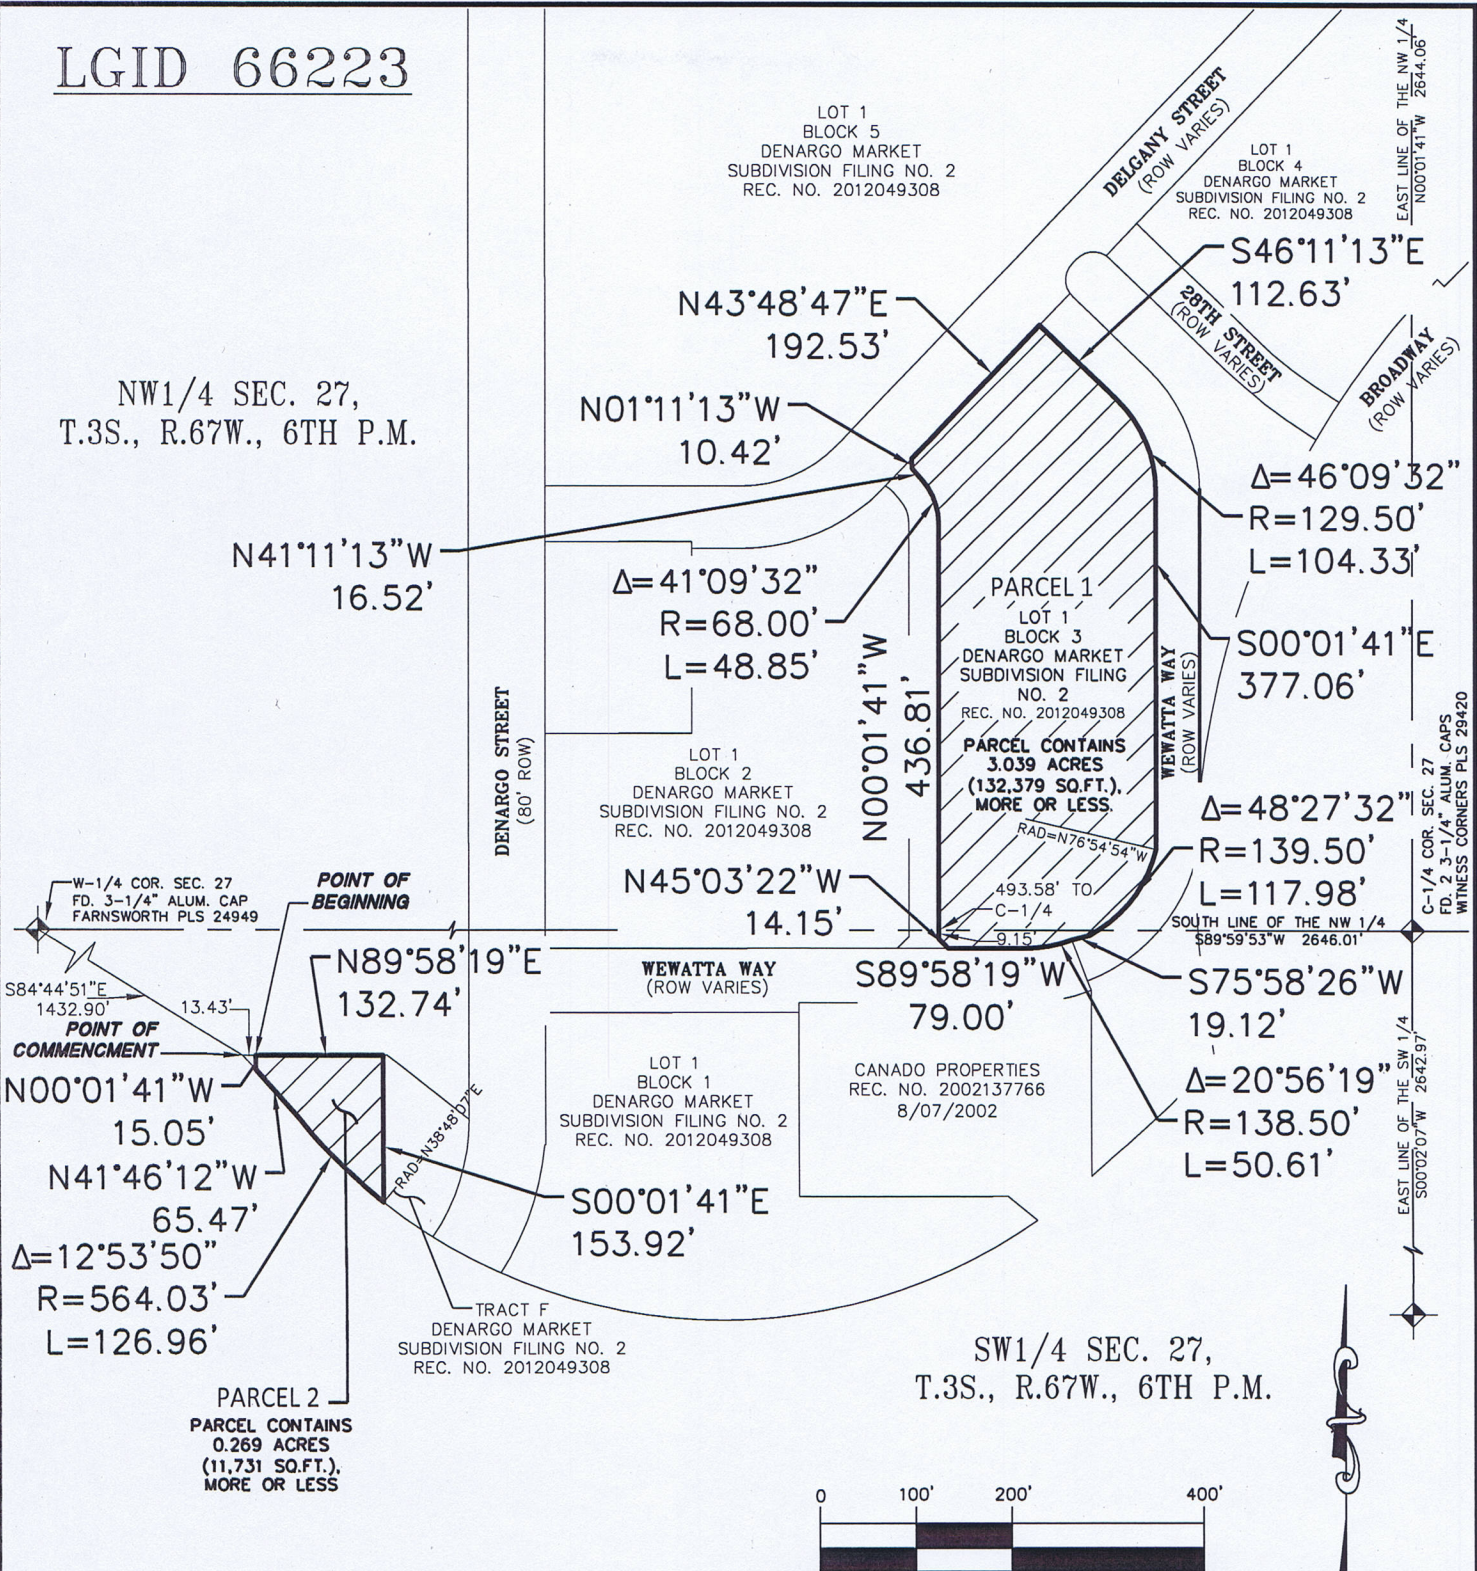 LGID 66223
LOT 1
BLOCK 5
DENARGO MARKET
SUBDIVISION FILING NO. 2
REC. NO. 2012049308
DELGANY STREET
(ROW VARIES)
LOT 1
BLOCK 4
DENARGO MARKET
SUBDIVISION FILING NO. 2
REC. NO. 2012049308
EAST LINE OF THE NW 1/4
N00°01'41"W 2644.06'
S46°11'13"E
112.63'
N43°48'47"E
192.53'
28TH STREET
(ROW VARIES)
BROADWAY
(ROW VARIES)
NW1/4 SEC. 27,
T.3S., R.67W., 6TH P.M.
N01°11'13"W
10.42'
Δ=46°09'32"
R=129.50'
L=104.33'
N41°11'13"W
16.52'
Δ=41°09'32"
R=68.00'
L=48.85'
PARCEL 1
LOT 1
BLOCK 3
DENARGO MARKET
SUBDIVISION FILING
NO. 2
REC. NO. 2012049308
PARCEL CONTAINS
3.039 ACRES
(132,379 SQ.FT.),
MORE OR LESS.
S00°01'41"E
377.06'
N00°01'41"W
436.81'
WEWATTA WAY
(ROW VARIES)
DENARGO STREET
(80' ROW)
LOT 1
BLOCK 2
DENARGO MARKET
SUBDIVISION FILING NO. 2
REC. NO. 2012049308
C-1/4 COR. SEC. 27
FD. 2 3-1/4" ALUM. CAPS
WITNESS CORNERS PLS 29420
Δ=48°27'32"
R=139.50'
L=117.98'
RAD=N76°54'54"W
N45°03'22"W
14.15'
493.58' TO
C-1/4
9.15'
SOUTH LINE OF THE NW 1/4
S89°59'53"W 2646.01'
W-1/4 COR. SEC. 27
FD. 3-1/4" ALUM. CAP
FARNSWORTH PLS 24949
POINT OF
BEGINNING
N89°58'19"E
132.74'
WEWATTA WAY
(ROW VARIES)
S89°58'19"W
79.00'
S75°58'26"W
19.12'
S84°44'51"E
1432.90'
13.43'
POINT OF
COMMENCMENT
N00°01'41"W
15.05'
N41°46'12"W
65.47'
Δ=12°53'50"
R=564.03'
L=126.96'
RAD=N38°48'07"E
LOT 1
BLOCK 1
DENARGO MARKET
SUBDIVISION FILING NO. 2
REC. NO. 2012049308
CANADO PROPERTIES
REC. NO. 2002137766
8/07/2002
Δ=20°56'19"
R=138.50'
L=50.61'
EAST LINE OF THE SW 1/4
S00°02'07"W 2642.97'
S00°01'41"E
153.92'
TRACT F
DENARGO MARKET
SUBDIVISION FILING NO. 2
REC. NO. 2012049308
SW1/4 SEC. 27,
T.3S., R.67W., 6TH P.M.
PARCEL 2
PARCEL CONTAINS
0.269 ACRES
(11,731 SQ.FT.),
MORE OR LESS
0 100' 200' 400'